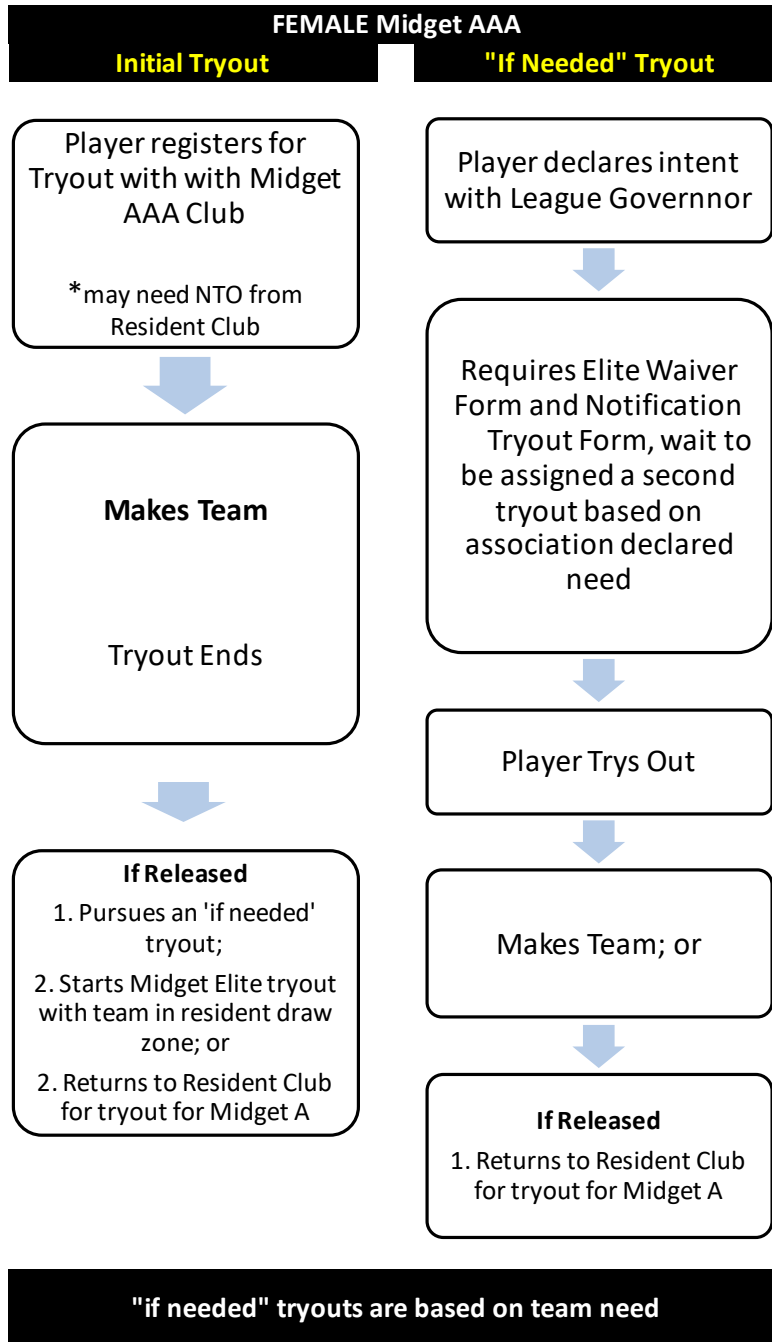 FEMALE Midget AAA
Initial Tryout
Player registers for
Tryout with with Midget
AAA Club
*may need NTO from
Resident Club
Makes Team
Tryout Ends
If Released
1. Pursues an 'if needed'
tryout;
2. Starts Midget Elite tryout
with team in resident draw
zone; or
2. Returns to Resident Club
for tryout for Midget A
"If Needed" Tryout
Player declares intent
with League Governnor
Requires Elite Waiver
Form and Notification
Tryout Form, wait to
be assigned a second
tryout based on
association declared
need
Player Trys Out
Makes Team; or
If Released
1. Returns to Resident Club
for tryout for Midget A
"if needed" tryouts are based on team need